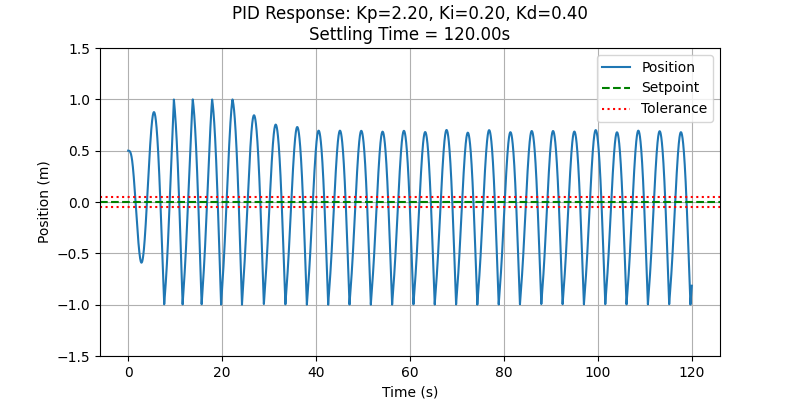 PID Response: Kp=2.20, Ki=0.20, Kd=0.40
Settling Time = 120.00s
Position (m)
1.5
1.0
0.5
0.0
−0.5
−1.0
−1.5
Position
Setpoint
Tolerance
0 20 40 60 80 100 120
Time (s)